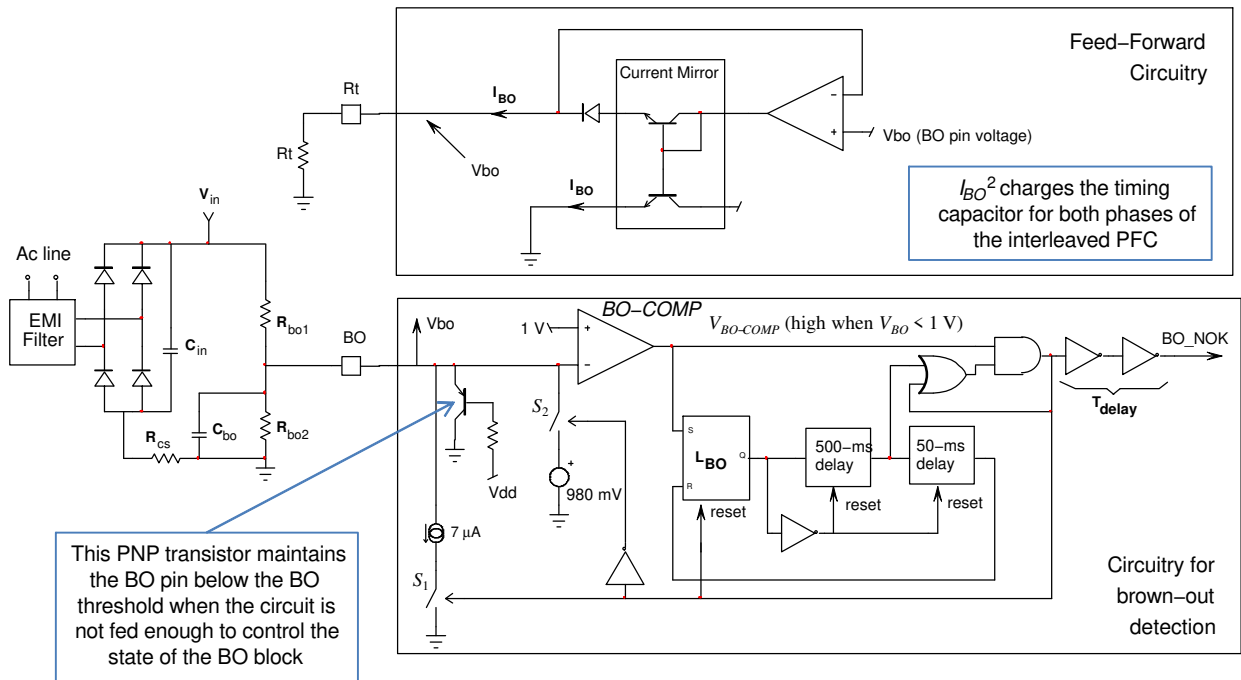 Feed−Forward
Circuitry
Current Mirror
Rt
I_BO
−
+
Vbo (BO pin voltage)
Rt
Vbo
I_BO
I_BO² charges the timing
capacitor for both phases of
the interleaved PFC
V_in
Ac line
EMI
Filter
C_in
R_bo1
BO
Vbo
BO−COMP
1 V
+
−
V_BO-COMP (high when V_BO < 1 V)
BO_NOK
T_delay
R_cs
C_bo
R_bo2
S_2
Vdd
+
980 mV
S
L_BO
Q
R
reset
500−ms
delay
50−ms
delay
reset
reset
7 µA
S_1
This PNP transistor maintains
the BO pin below the BO
threshold when the circuit is
not fed enough to control the
state of the BO block
Circuitry for
brown−out
detection